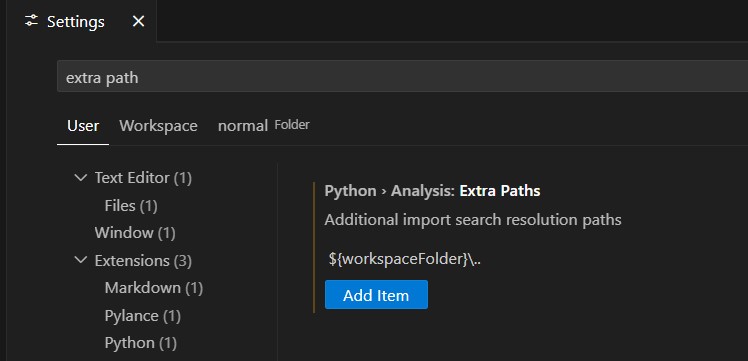 Settings
extra path
User Workspace normal Folder
Text Editor (1)
Files (1)
Window (1)
Extensions (3)
Markdown (1)
Pylance (1)
Python (1)
Python › Analysis: Extra Paths
Additional import search resolution paths
${workspaceFolder}\..
Add Item